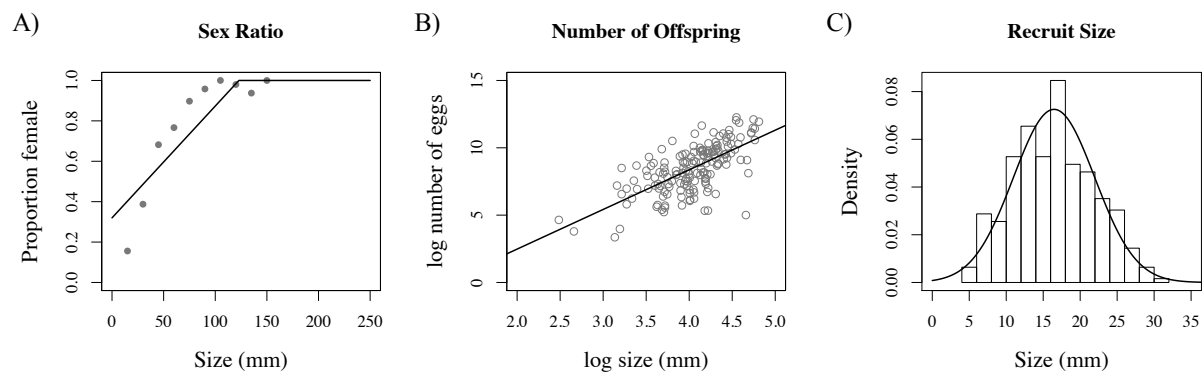 A)
Sex Ratio
Proportion female
0.0 0.2 0.4 0.6 0.8 1.0
0 50 100 150 200 250
Size (mm)
B)
Number of Offspring
log number of eggs
0 5 10 15
2.0 2.5 3.0 3.5 4.0 4.5 5.0
log size (mm)
C)
Recruit Size
Density
0.00 0.02 0.04 0.06 0.08
0 5 10 15 20 25 30 35
Size (mm)